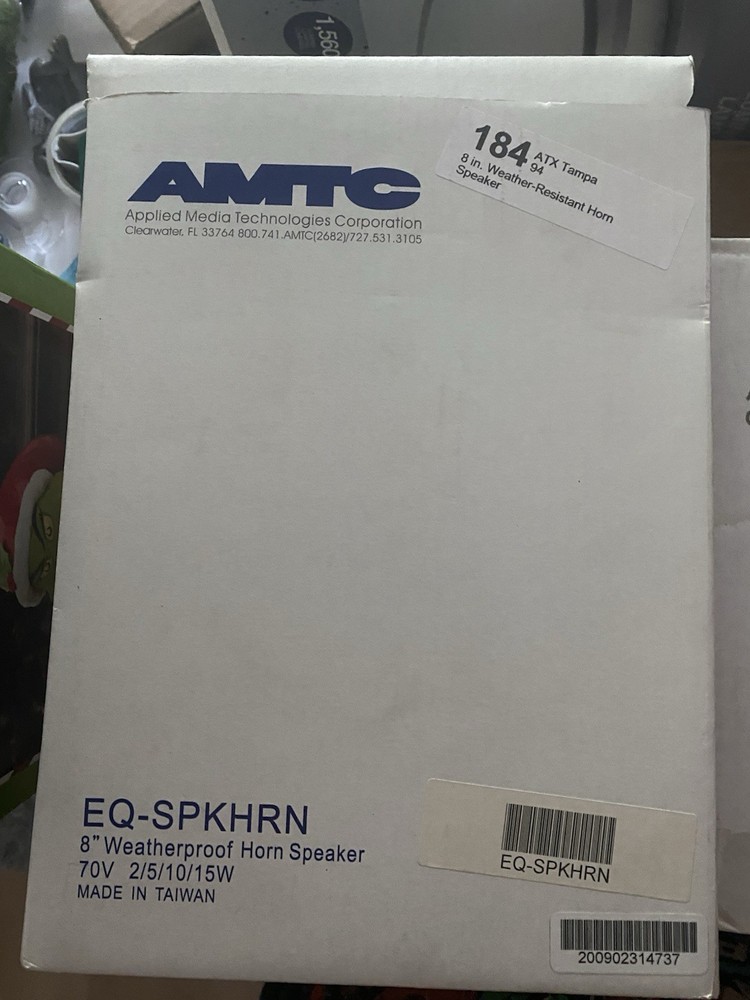 1,560
AMTC
Applied Media Technologies Corporation
Clearwater, FL 33764 800.741.AMTC(2682)/727.531.3105
184 ATX Tampa
94
8 in. Weather-Resistant Horn
Speaker
EQ-SPKHRN
8" Weatherproof Horn Speaker
70V 2/5/10/15W
MADE IN TAIWAN
EQ-SPKHRN
200902314737